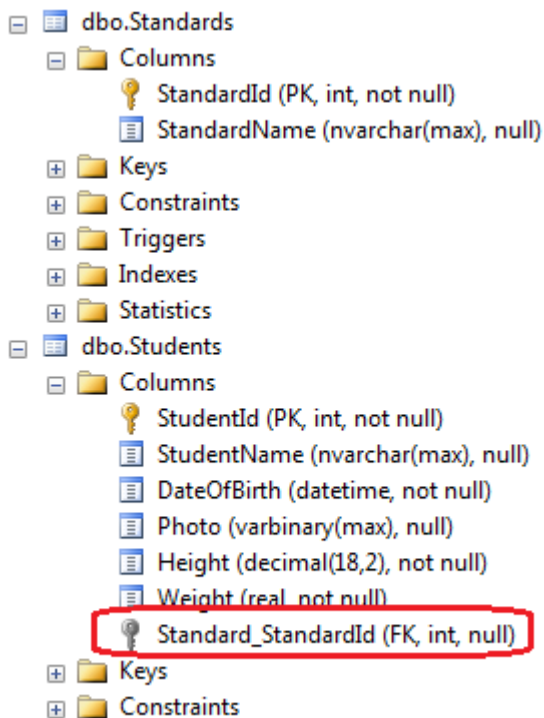 dbo.Standards
Columns
StandardId (PK, int, not null)
StandardName (nvarchar(max), null)
Keys
Constraints
Triggers
Indexes
Statistics
dbo.Students
Columns
StudentId (PK, int, not null)
StudentName (nvarchar(max), null)
DateOfBirth (datetime, not null)
Photo (varbinary(max), null)
Height (decimal(18,2), not null)
Weight (real, not null)
Standard_StandardId (FK, int, null)
Keys
Constraints